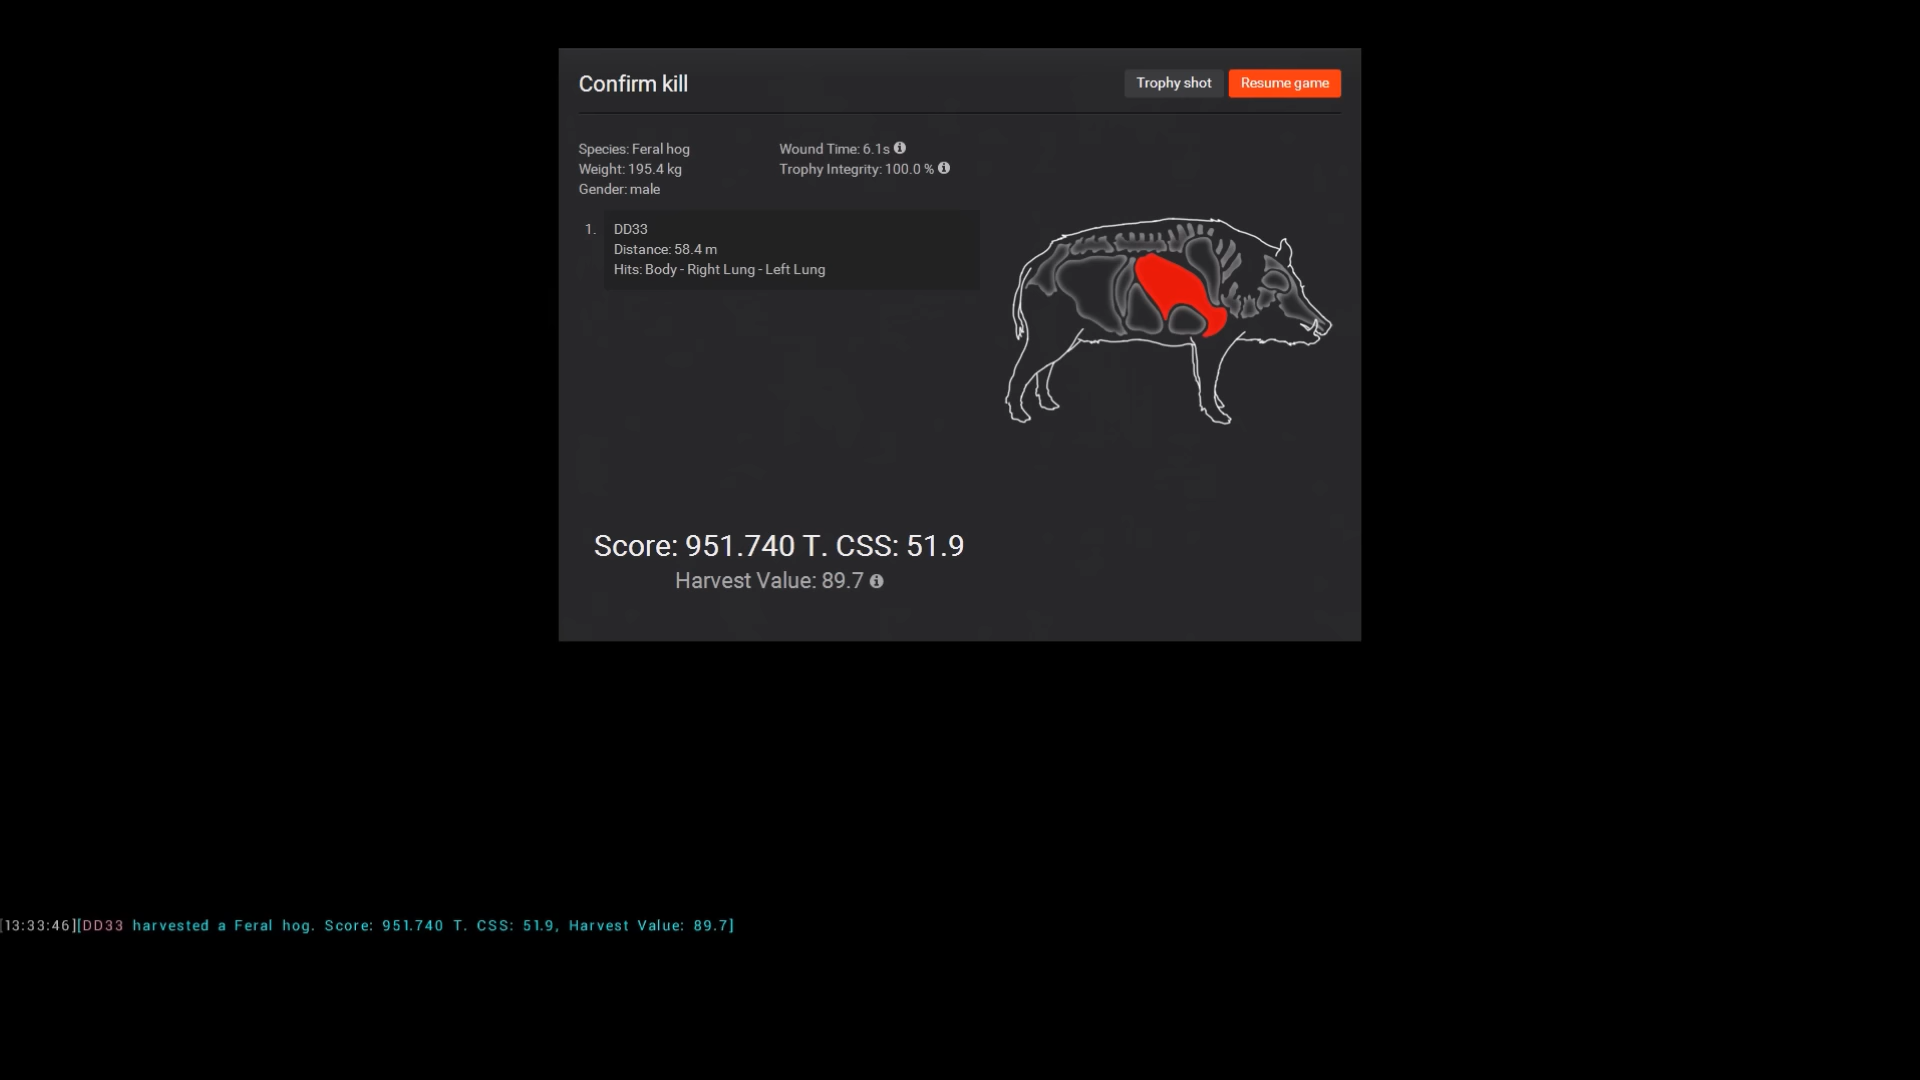 Confirm kill
Trophy shot
Resume game
Species: Feral hog
Weight: 195.4 kg
Gender: male
Wound Time: 6.1s
Trophy Integrity: 100.0 %
1.
DD33
Distance: 58.4 m
Hits: Body - Right Lung - Left Lung
Score: 951.740 T. CSS: 51.9
Harvest Value: 89.7
[13:33:46][DD33 harvested a Feral hog. Score: 951.740 T. CSS: 51.9, Harvest Value: 89.7]